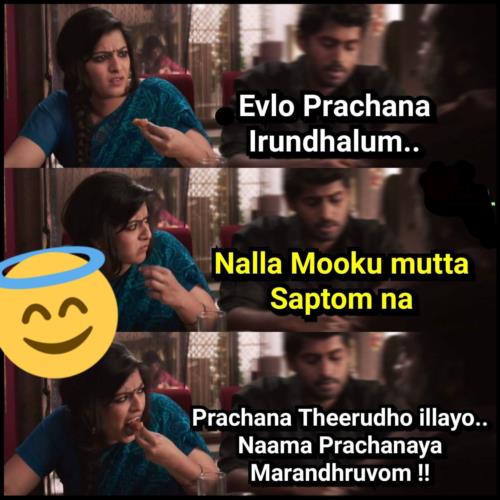 Evlo Prachana
Irundhalum..
Nalla Mooku mutta
Saptom na
Prachana Theerudho illayo..
Naama Prachanaya
Marandhruvom !!